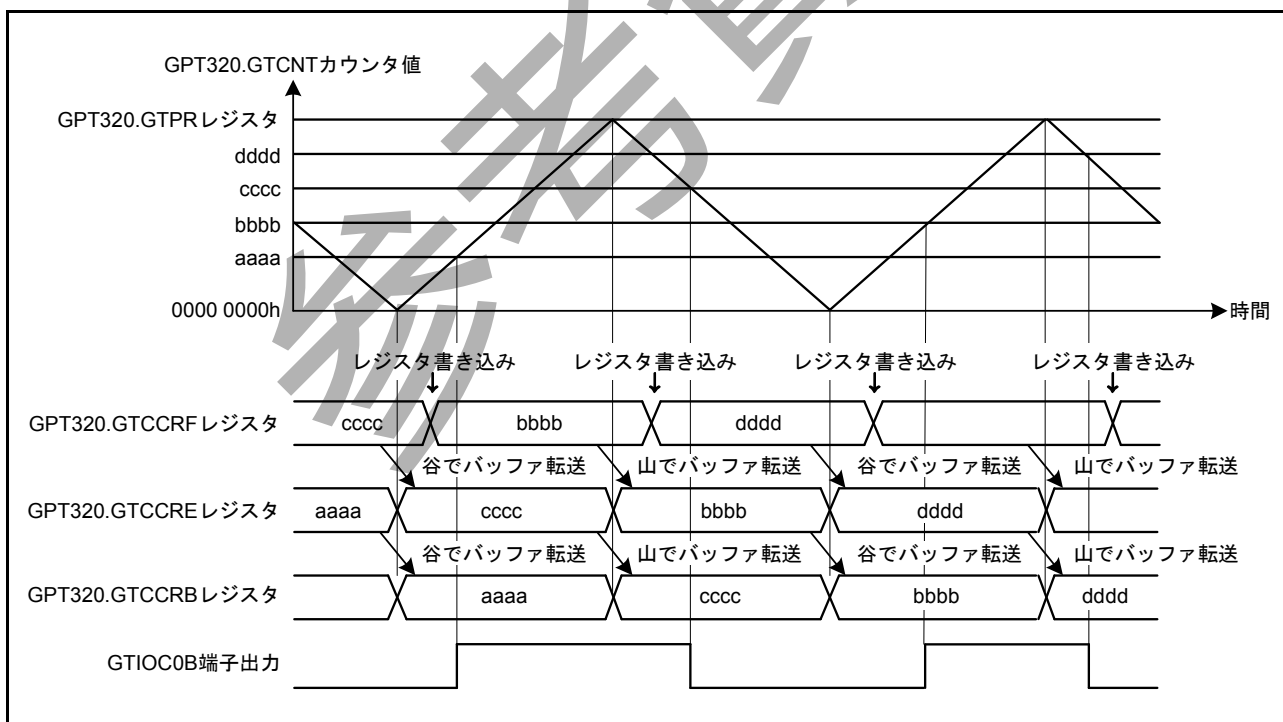 GPT320.GTCNTカウンタ値
GPT320.GTPRレジスタ
dddd
cccc
bbbb
aaaa
0000 0000h
時間
レジスタ書き込み レジスタ書き込み レジスタ書き込み レジスタ書き込み
GPT320.GTCCRFレジスタ cccc bbbb dddd
谷でバッファ転送 山でバッファ転送 谷でバッファ転送 山でバッファ転送
GPT320.GTCCREレジスタ aaaa cccc bbbb dddd
谷でバッファ転送 山でバッファ転送 谷でバッファ転送 山でバッファ転送
GPT320.GTCCRBレジスタ aaaa cccc bbbb dddd
GTIOC0B端子出力
参考